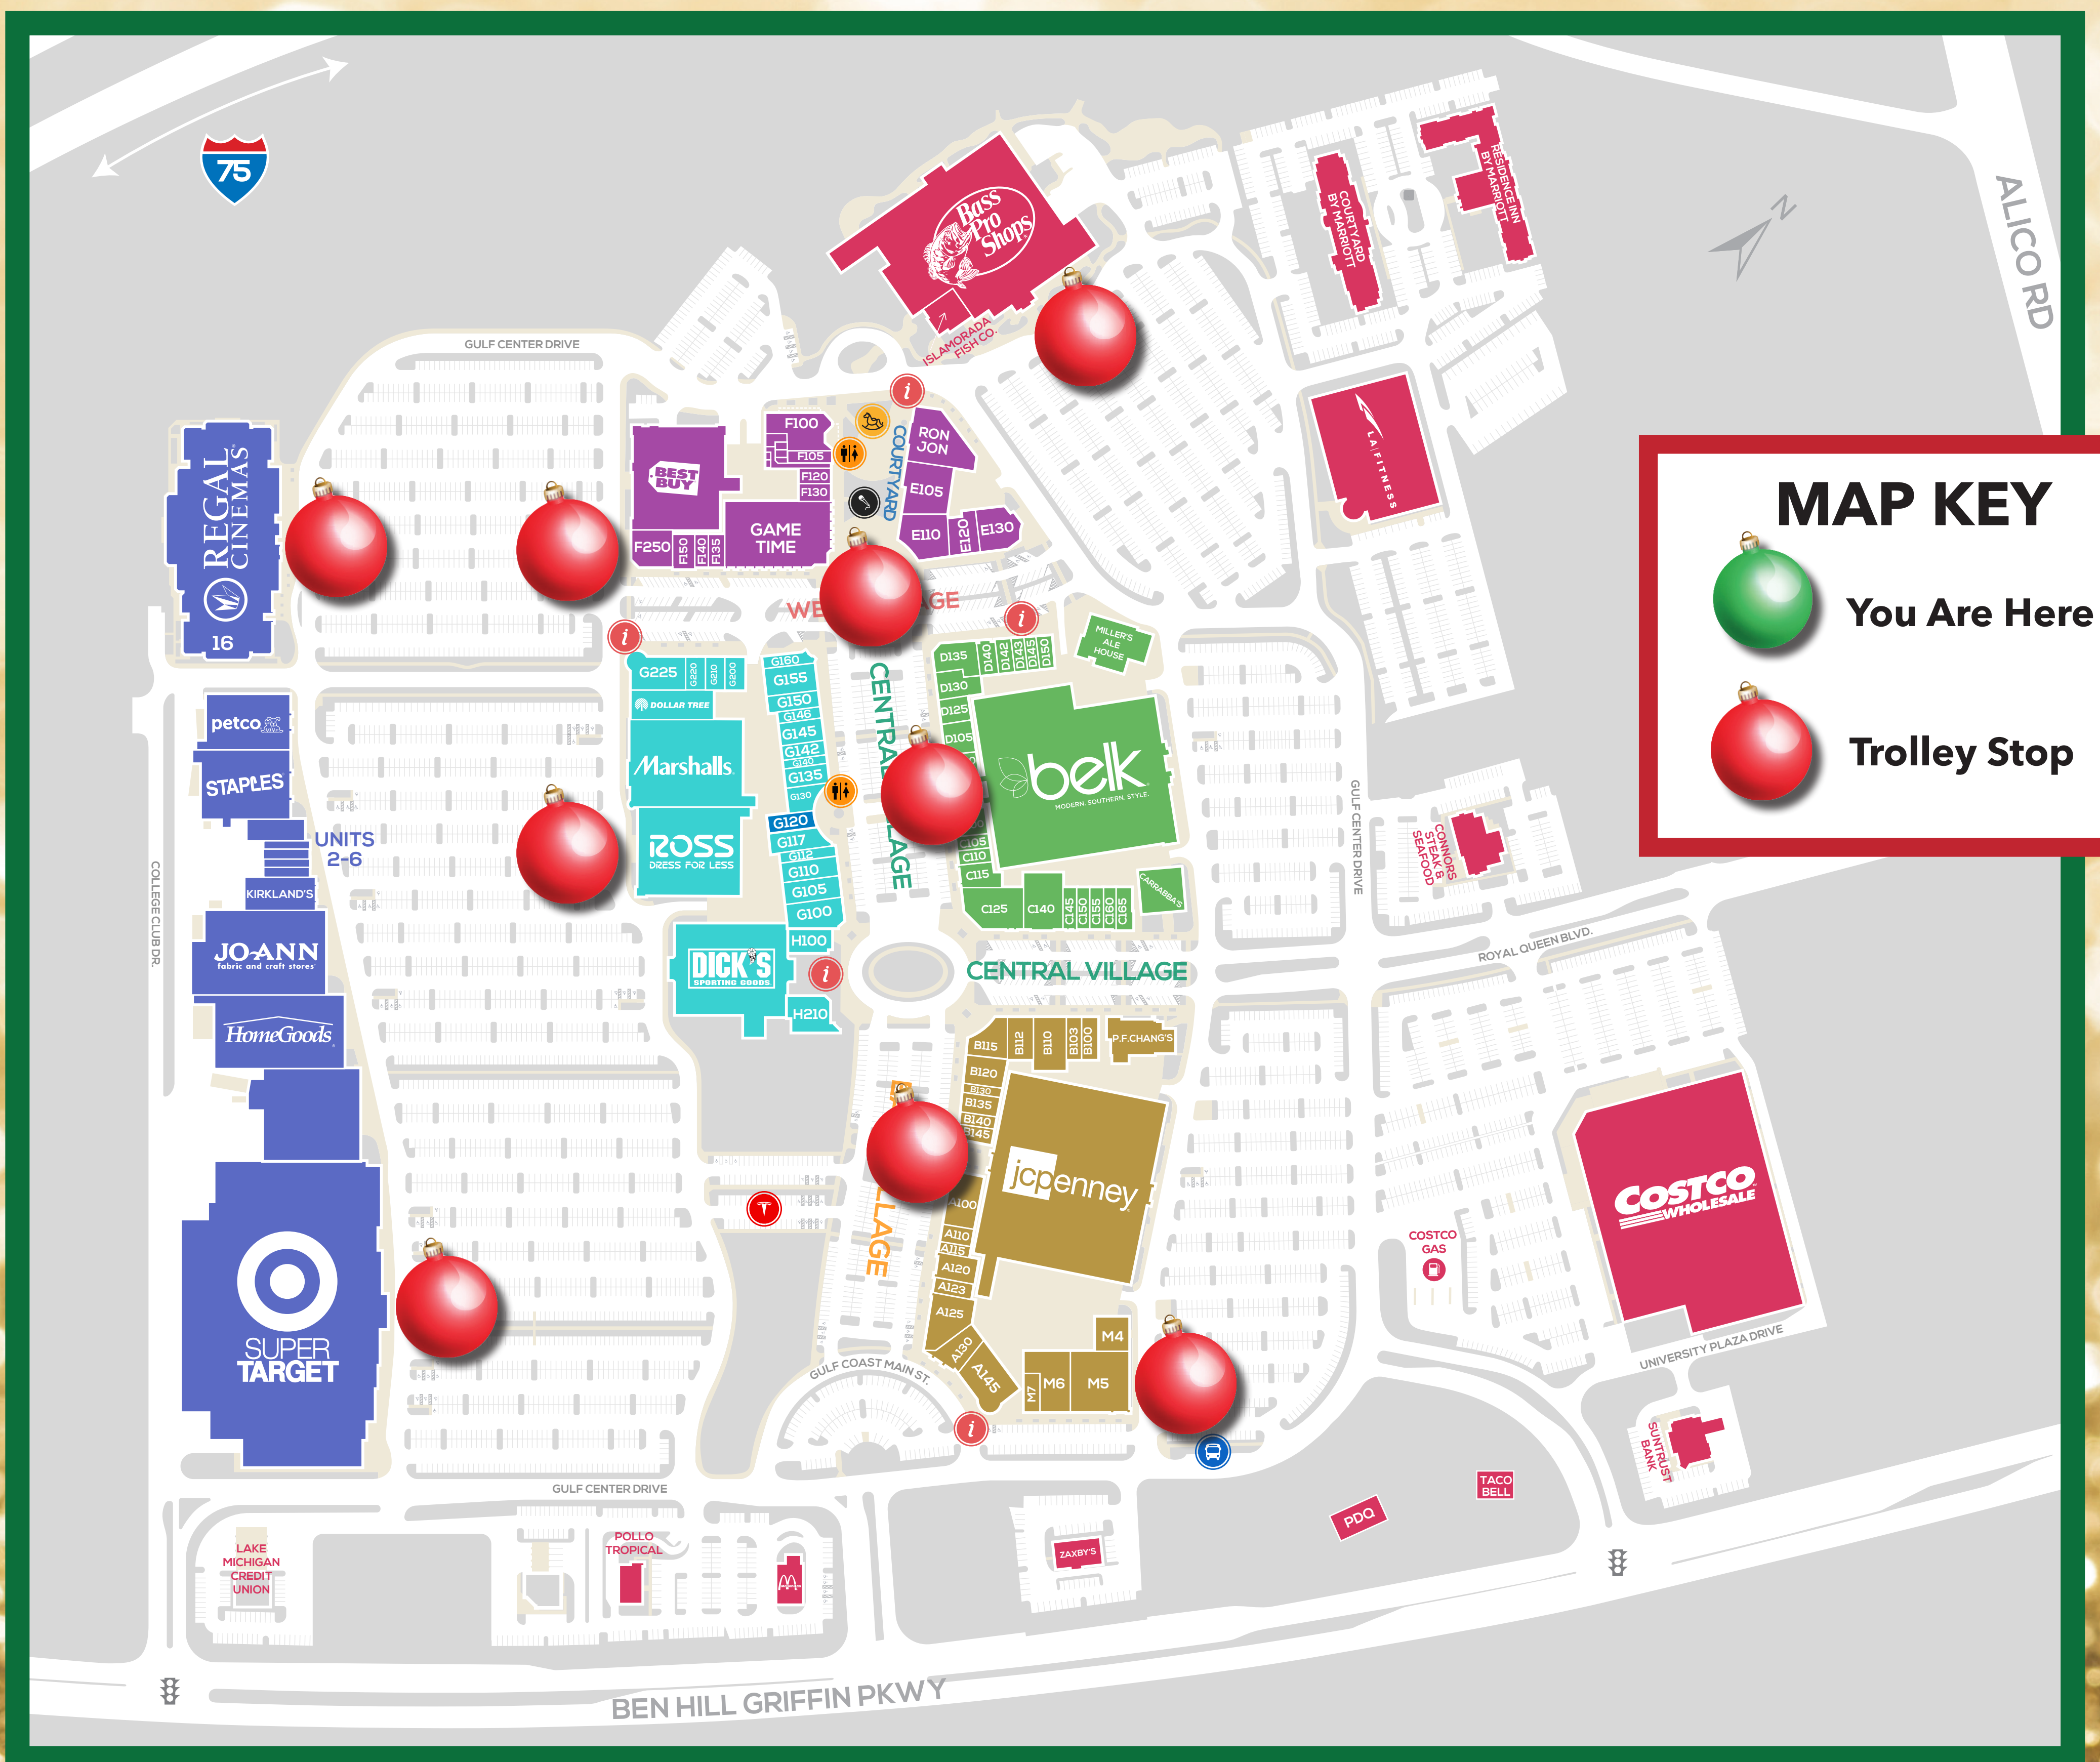 75
ALICO RD
N
Bass
Pro
Shops
ISLAMORADA
FISH CO.
COURTYARD
BY MARRIOTT
RESIDENCE INN
BY MARRIOTT
LA|FITNESS
GULF CENTER DRIVE
REGAL
CINEMAS
16
BEST
BUY
F100
F105
F120
F130
GAME
TIME
F250
F150
F140
F135
COURTYARD
RON
JON
E105
E110
E120
E130
i
i
i
MAP KEY
You Are Here
Trolley Stop
MILLER'S
ALE
HOUSE
D135
D140
D142
D143
D145
D150
D130
D125
D105
belk
MODERN. SOUTHERN. STYLE.
C105
C110
C115
C125
C140
C145
C150
C155
C160
C165
CARRABBA'S
G225
G220
G210
G200
DOLLAR TREE
Marshalls.
ROSS
DRESS FOR LESS
G160
G155
G150
G146
G145
G142
G140
G135
G130
G120
G117
G112
G110
G105
G100
H100
DICK'S
SPORTING GOODS
i
H210
CENTRAL VILLAGE
petco
STAPLES
UNITS
2-6
KIRKLAND'S
JO-ANN
fabric and craft stores
HomeGoods
COLLEGE CLUB DR.
SUPER
TARGET
GULF CENTER DRIVE
CONNORS
STEAK &
SEAFOOD
ROYAL QUEEN BLVD.
B115
B112
B110
B103
B100
P.F.CHANG'S
B120
B130
B135
B140
B145
jcpenney
A100
A110
A115
A120
A123
A125
A130
A145
M4
M5
M6
M7
LLAGE
GULF COAST MAIN ST.
i
COSTCO
WHOLESALE
COSTCO
GAS
UNIVERSITY PLAZA DRIVE
SUNTRUST
BANK
TACO
BELL
PDQ
ZAXBY'S
GULF CENTER DRIVE
LAKE
MICHIGAN
CREDIT
UNION
POLLO
TROPICAL
BEN HILL GRIFFIN PKWY